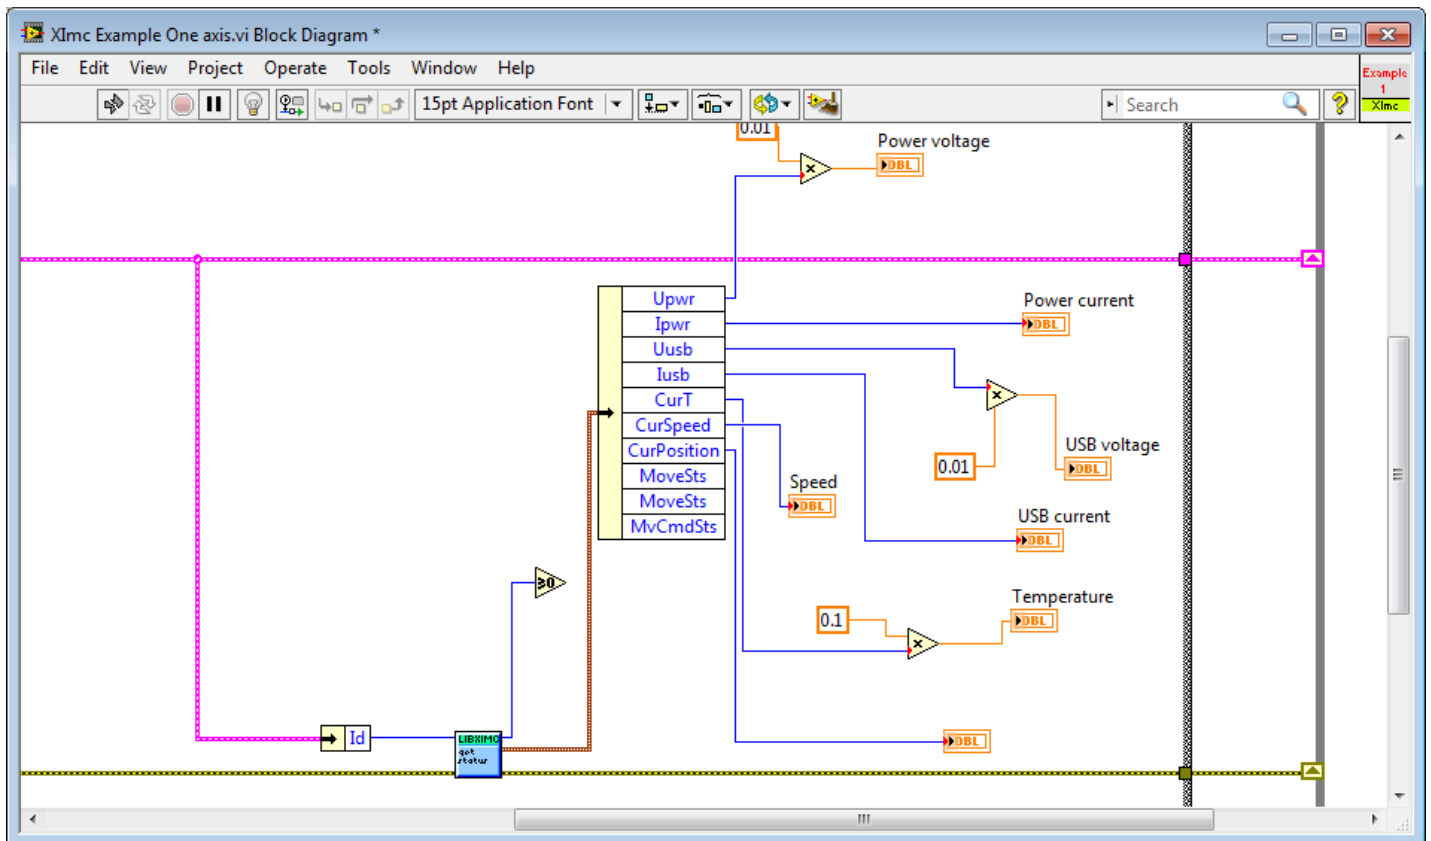 XImc Example One axis.vi Block Diagram *
File Edit View Project Operate Tools Window Help
Example
1
XImc
15pt Application Font
Search
0.01
Power voltage
DBL
Upwr
Ipwr
Uusb
Iusb
CurT
CurSpeed
CurPosition
MoveSts
MoveSts
MvCmdSts
Power current
DBL
x
0.01
USB voltage
DBL
Speed
DBL
USB current
DBL
≥0
0.1
x
Temperature
DBL
Id
LIBXIMC
get
status
DBL